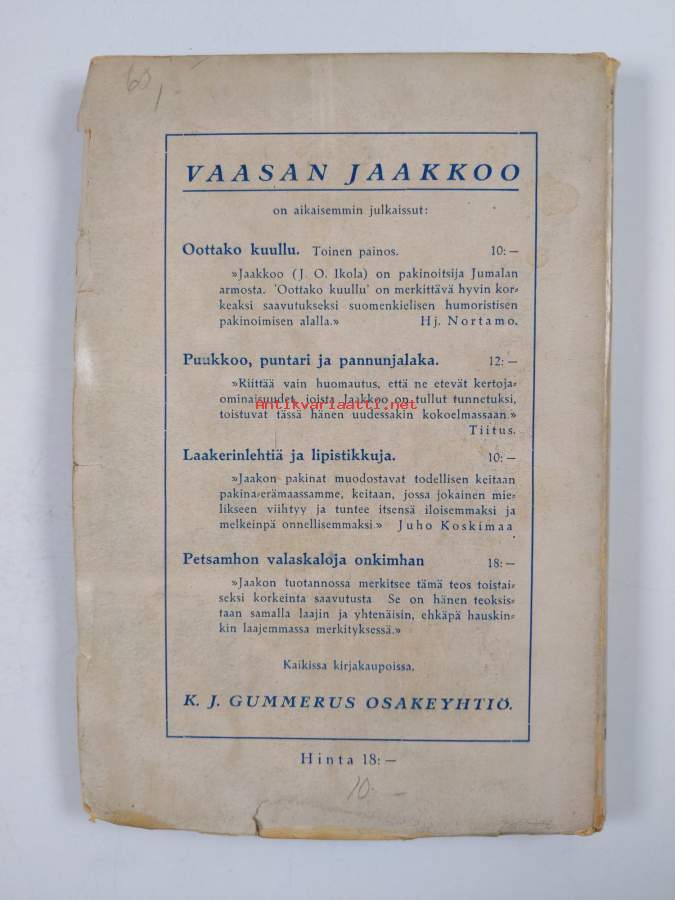 60,
VAASAN JAAKKOO
on aikaisemmin julkaissut:
Oottako kuullu. Toinen painos. 10: —
»Jaakkoo (J. O. Ikola) on pakinoitsija Jumalan
armosta. 'Oottako kuullu' on merkittävä hyvin kor-
keaksi saavutukseksi suomenkielisen humoristisen
pakinoimisen alalla.» Hj. Nortamo.
Puukkoo, puntari ja pannunjalaka. 12: —
»Riittää vain huomautus, että ne etevät kertoja-
ominaisuudet, joista Jaakkoo on tullut tunnetuksi,
toistuvat tässä hänen uudessakin kokoelmassaan.»
Tiitus.
antikvariaatti.net
Laakerinlehtiä ja lipistikkuja. 10: —
»Jaakon pakinat muodostavat todellisen keitaan
pakina-erämaassamme, keitaan, jossa jokainen mie-
likseen viihtyy ja tuntee itsensä iloisemmaksi ja
melkeinpä onnellisemmaksi.» Juho Koskimaa
Petsamhon valaskaloja onkimhan 18: —
»Jaakon tuotannossa merkitsee tämä teos toistai-
seksi korkeinta saavutusta Se on hänen teoksis-
taan samalla laajin ja yhtenäisin, ehkäpä hauskin-
kin laajemmassa merkityksessä.»
Kaikissa kirjakaupoissa.
K. J. GUMMERUS OSAKEYHTIÖ.
Hinta 18: —
10.—